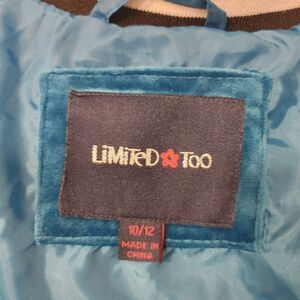 LiMiTeD TOO
10/12
MADE IN
CHINA